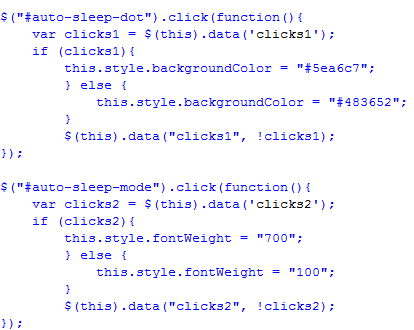 $("#auto-sleep-dot").click(function(){
    var clicks1 = $(this).data('clicks1');
    if (clicks1){
        this.style.backgroundColor = "#5ea6c7";
        } else {
            this.style.backgroundColor = "#483652";
        }
        $(this).data("clicks1", !clicks1);
});

$("#auto-sleep-mode").click(function(){
    var clicks2 = $(this).data('clicks2');
    if (clicks2){
        this.style.fontWeight = "700";
        } else {
            this.style.fontWeight = "100";
        }
        $(this).data("clicks2", !clicks2);
});